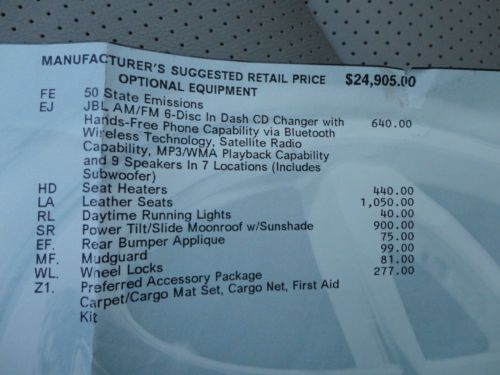 MANUFACTURER'S SUGGESTED RETAIL PRICE $24,905.00
OPTIONAL EQUIPMENT
FE 50 State Emissions
EJ JBL AM/FM 6-Disc In Dash CD Changer with 640.00
Hands-Free Phone Capability via Bluetooth
Wireless Technology, Satellite Radio
Capability, MP3/WMA Playback Capability
and 9 Speakers In 7 Locations (Includes
Subwoofer)
HD Seat Heaters 440.00
LA Leather Seats 1,050.00
RL Daytime Running Lights 40.00
SR Power Tilt/Slide Moonroof w/Sunshade 900.00
EF. Rear Bumper Applique 75.00
MF. Mudguard 99.00
WL. Wheel Locks 81.00
Z1. Preferred Accessory Package 277.00
Carpet/Cargo Mat Set, Cargo Net, First Aid
Kit